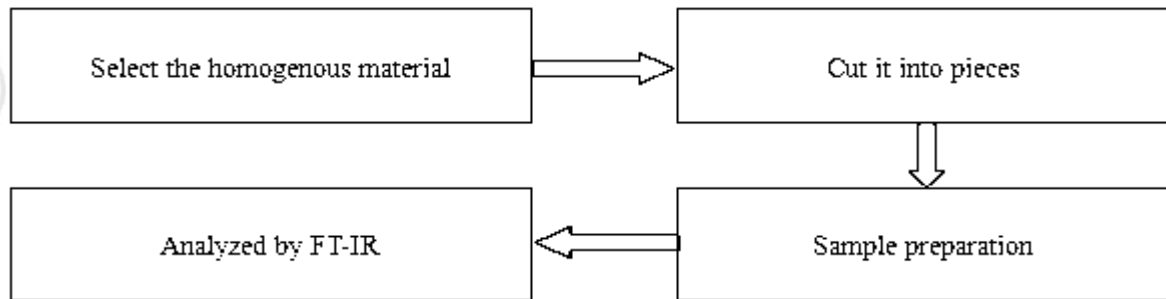 Select the homogenous material
Cut it into pieces
Sample preparation
Analyzed by FT-IR